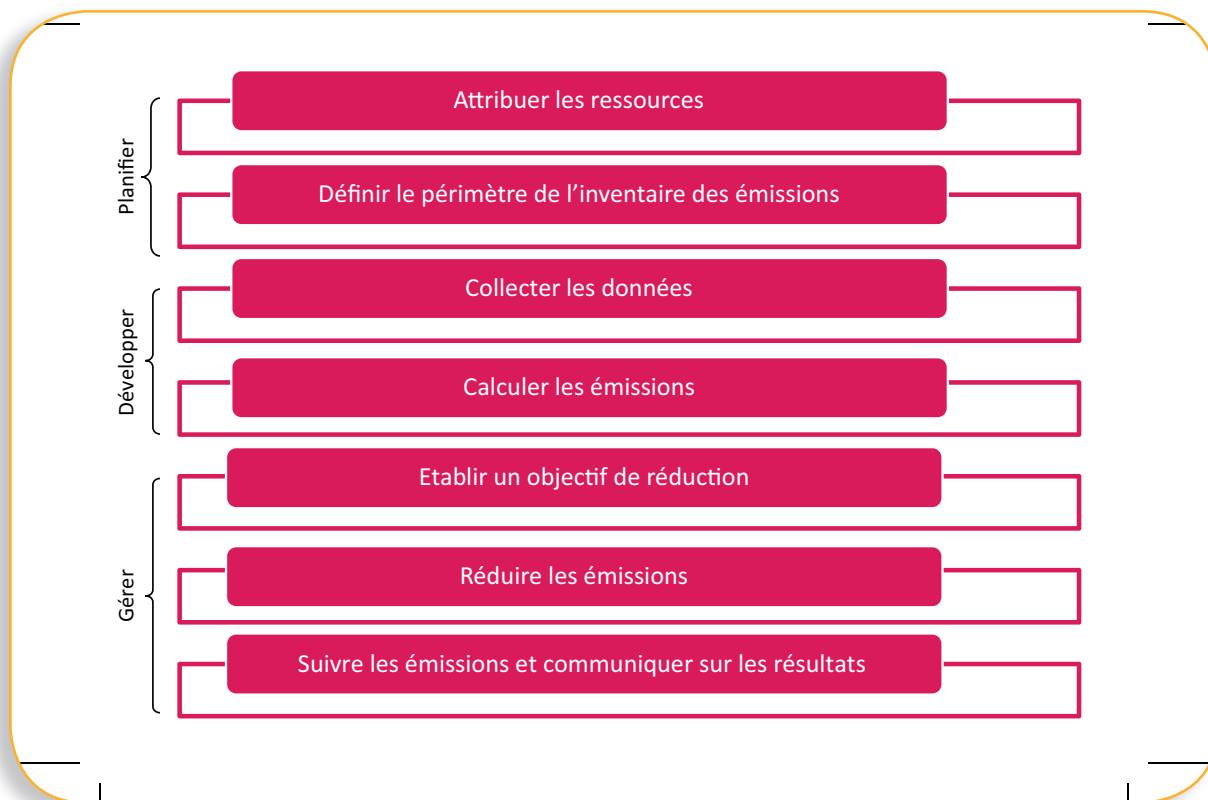 Planifier
Attribuer les ressources
Définir le périmètre de l’inventaire des émissions
Développer
Collecter les données
Calculer les émissions
Gérer
Etablir un objectif de réduction
Réduire les émissions
Suivre les émissions et communiquer sur les résultats